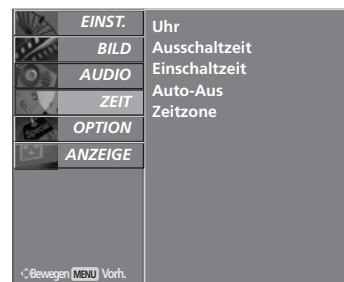 EINST.
BILD
AUDIO
ZEIT
OPTION
ANZEIGE
Bewegen MENU Vorh.
Uhr
Ausschaltzeit
Einschaltzeit
Auto-Aus
Zeitzone